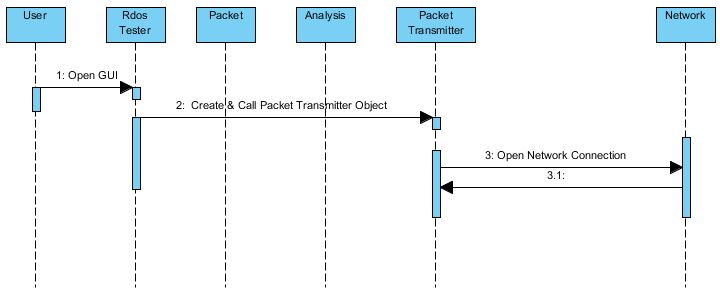 User
Rdos
Tester
Packet
Analysis
Packet
Transmitter
Network
1: Open GUI
2: Create & Call Packet Transmitter Object
3: Open Network Connection
3.1: